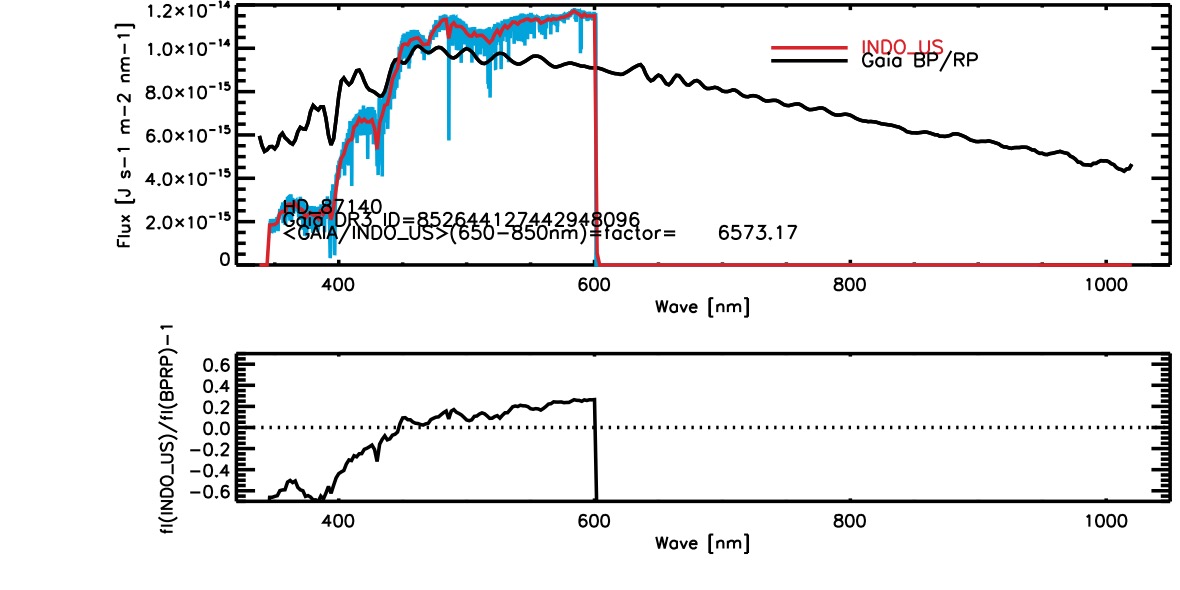 1.2×10-14
1.0×10-14
8.0×10-15
6.0×10-15
4.0×10-15
2.0×10-15
0
Flux [J s-1 m-2 nm-1]
INDO_US
Gaia BP/RP
HD_87140
Gaia DR3 ID=852644127442948096
<GAIA/INDO_US>(650-850nm)=factor= 6573.17
400 600 800 1000
Wave [nm]
fl(INDO_US)/fl(BPRP)-1
0.6
0.4
0.2
0.0
-0.2
-0.4
-0.6
400 600 800 1000
Wave [nm]